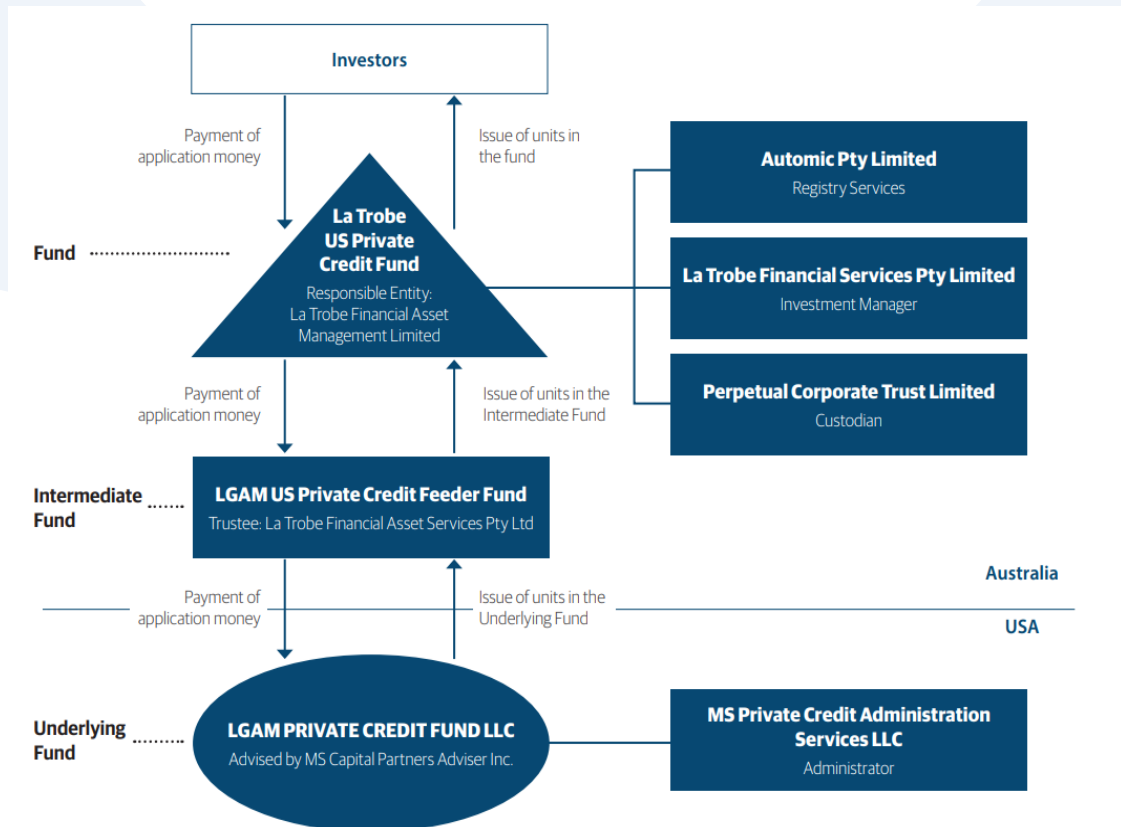 Investors
Payment of
application money
Issue of units in
the fund
Fund
La Trobe
US Private
Credit Fund
Responsible Entity:
La Trobe Financial Asset
Management Limited
Automic Pty Limited
Registry Services
La Trobe Financial Services Pty Limited
Investment Manager
Perpetual Corporate Trust Limited
Custodian
Payment of
application money
Issue of units in the
Intermediate Fund
Intermediate
Fund
LGAM US Private Credit Feeder Fund
Trustee: La Trobe Financial Asset Services Pty Ltd
Payment of
application money
Issue of units in the
Underlying Fund
Australia
USA
Underlying
Fund
LGAM PRIVATE CREDIT FUND LLC
Advised by MS Capital Partners Adviser Inc.
MS Private Credit Administration
Services LLC
Administrator